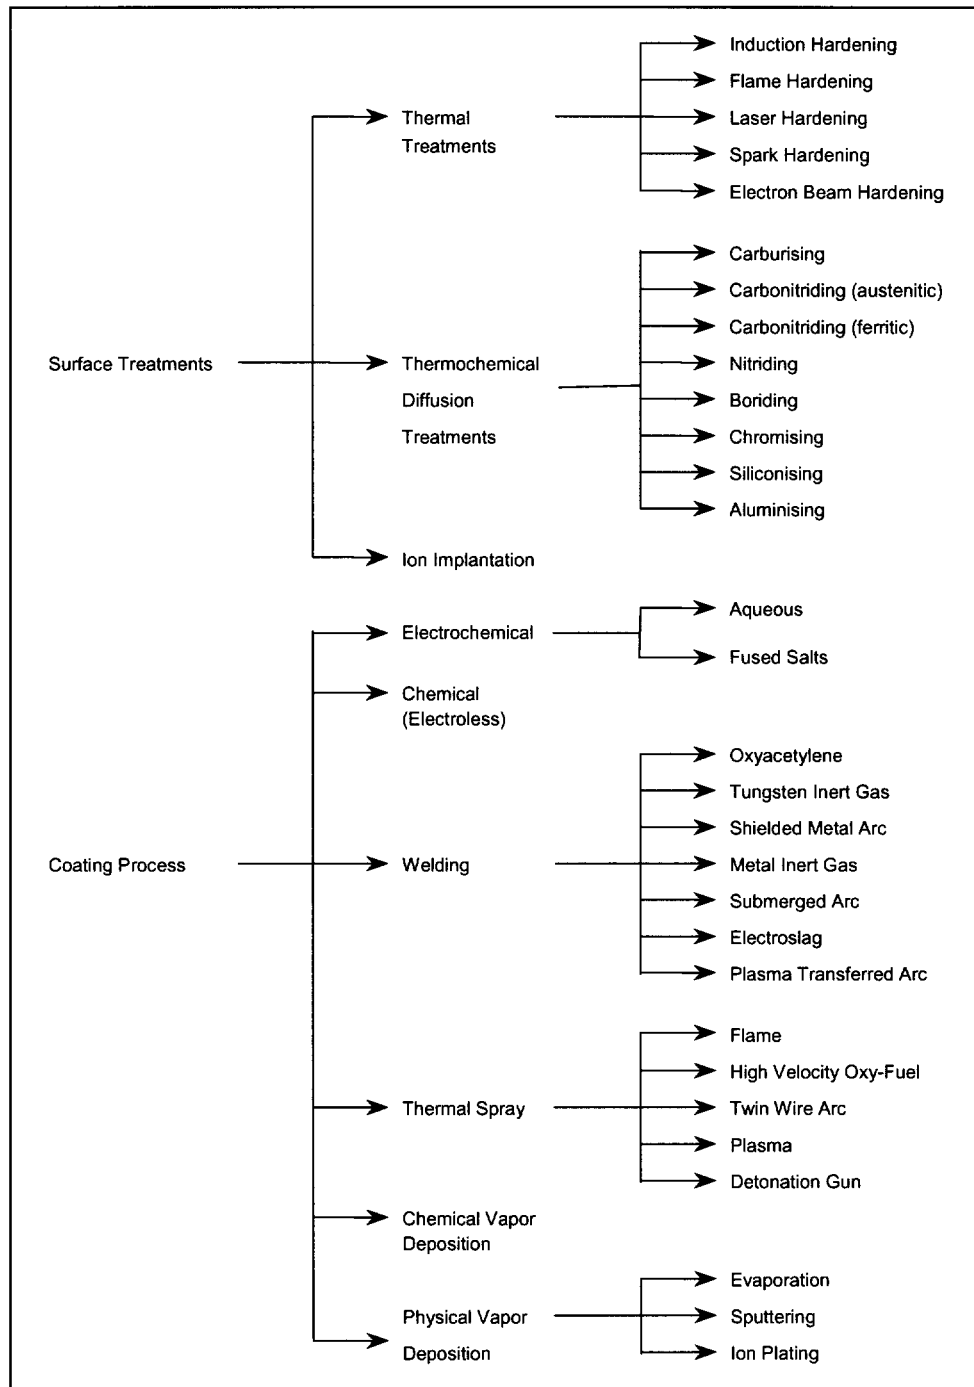 Induction Hardening
Flame Hardening
Thermal
Treatments
Laser Hardening
Spark Hardening
Electron Beam Hardening
Carburising
Carbonitriding (austenitic)
Carbonitriding (ferritic)
Surface Treatments
Thermochemical
Diffusion
Treatments
Nitriding
Boriding
Chromising
Siliconising
Aluminising
Ion Implantation
Electrochemical
Aqueous
Fused Salts
Chemical
(Electroless)
Oxyacetylene
Tungsten Inert Gas
Shielded Metal Arc
Coating Process
Welding
Metal Inert Gas
Submerged Arc
Electroslag
Plasma Transferred Arc
Flame
High Velocity Oxy-Fuel
Thermal Spray
Twin Wire Arc
Plasma
Detonation Gun
Chemical Vapor
Deposition
Physical Vapor
Deposition
Evaporation
Sputtering
Ion Plating